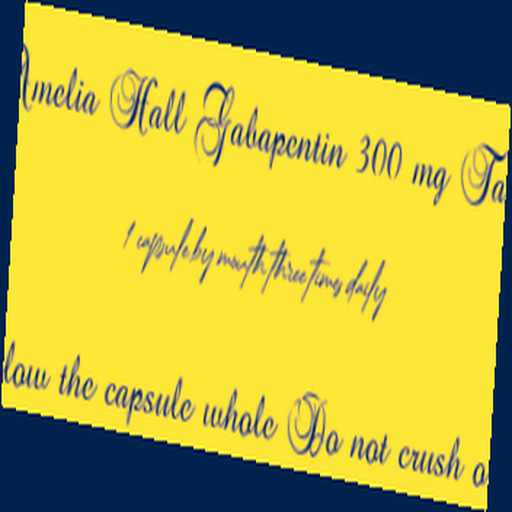 Amelia Hall Gabapentin 300 mg Ta
1 capsule by mouth three times daily
low the capsule whole Do not crush o